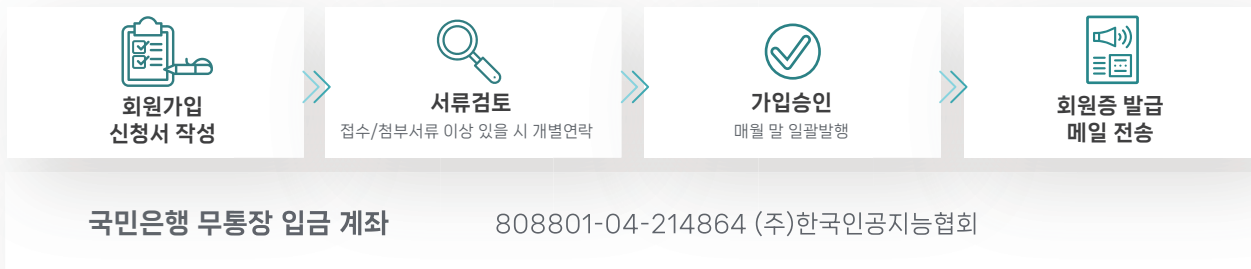 회원가입
신청서 작성
서류검토
접수/첨부서류 이상 있을 시 개별연락
가입승인
매월 말 일괄발행
회원증 발급
메일 전송
국민은행 무통장 입금 계좌
808801-04-214864 (주)한국인공지능협회